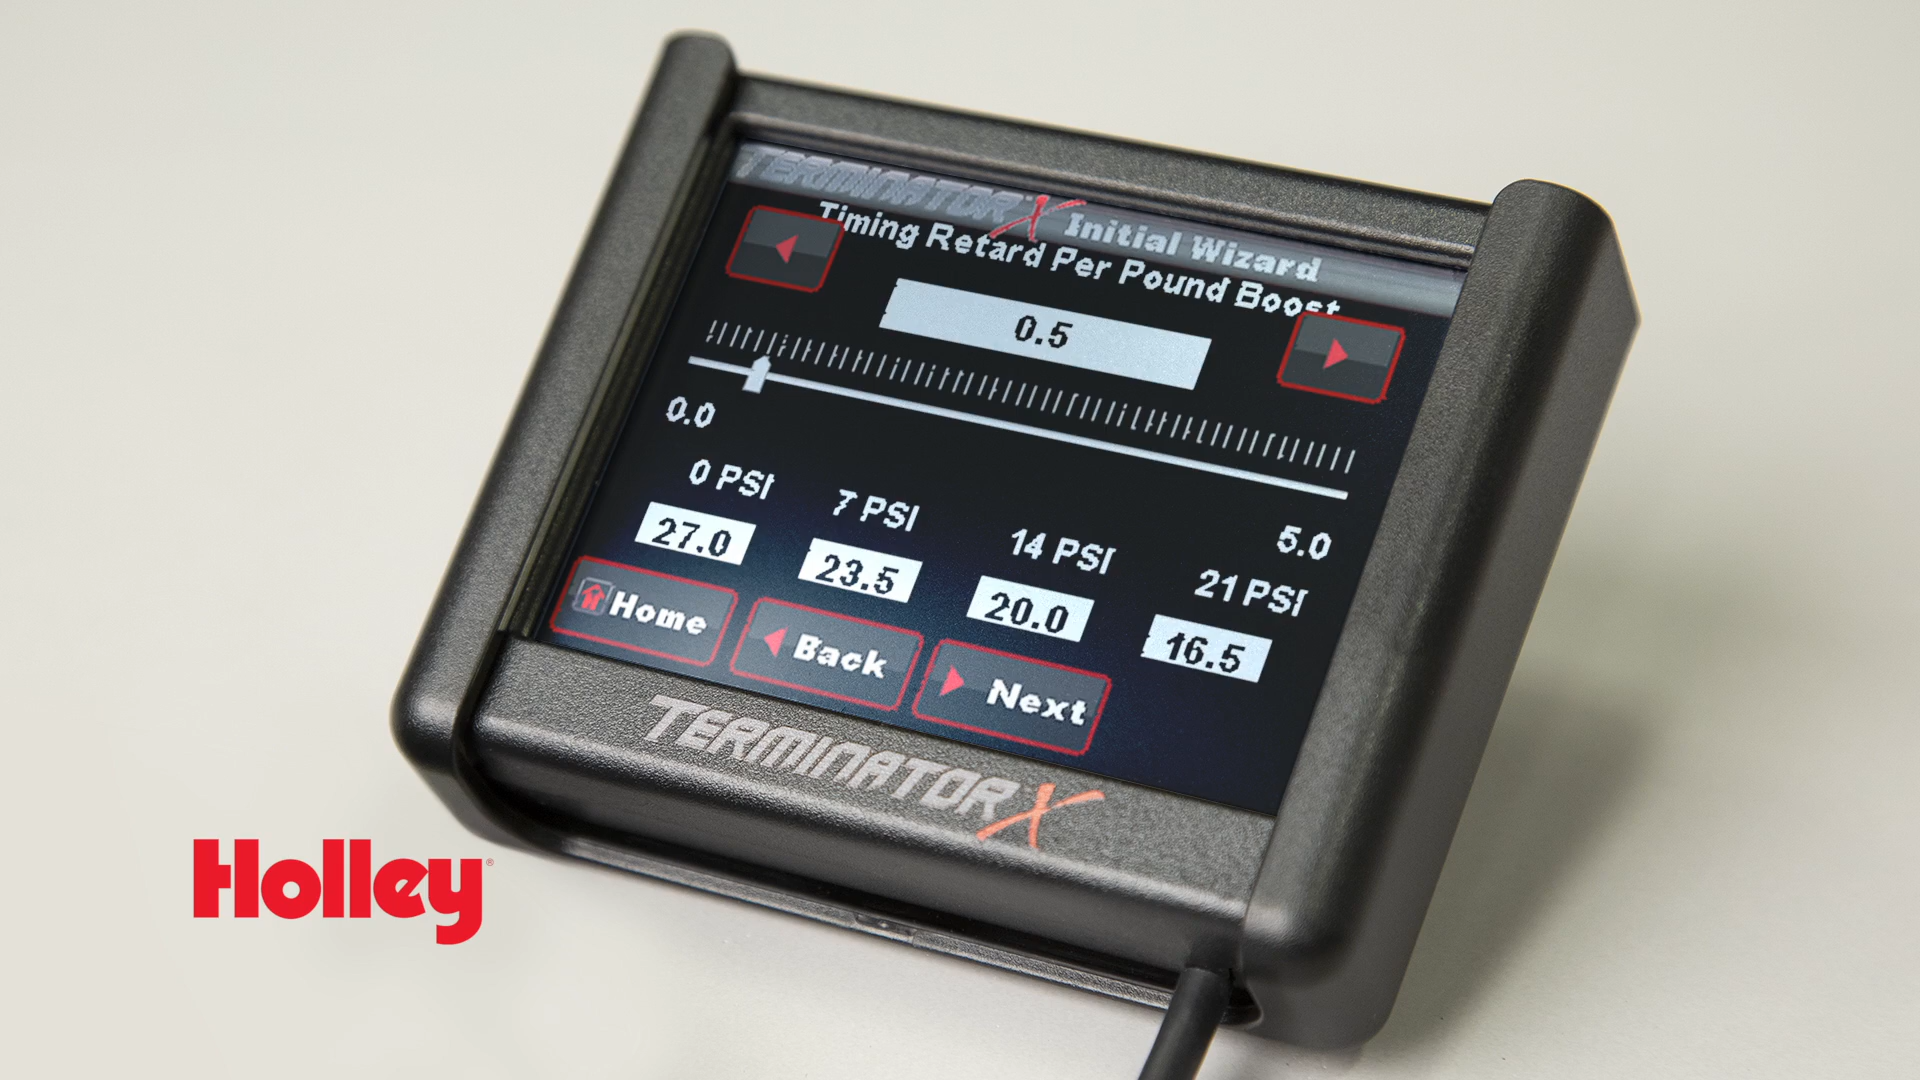 TERMINATOR X Initial Wizard
Timing Retard Per Pound Boost
0.5
0.0
5.0
0 PSI 7 PSI 14 PSI 21 PSI
27.0 23.5 20.0 16.5
Home Back Next
TERMINATOR X
Holley®